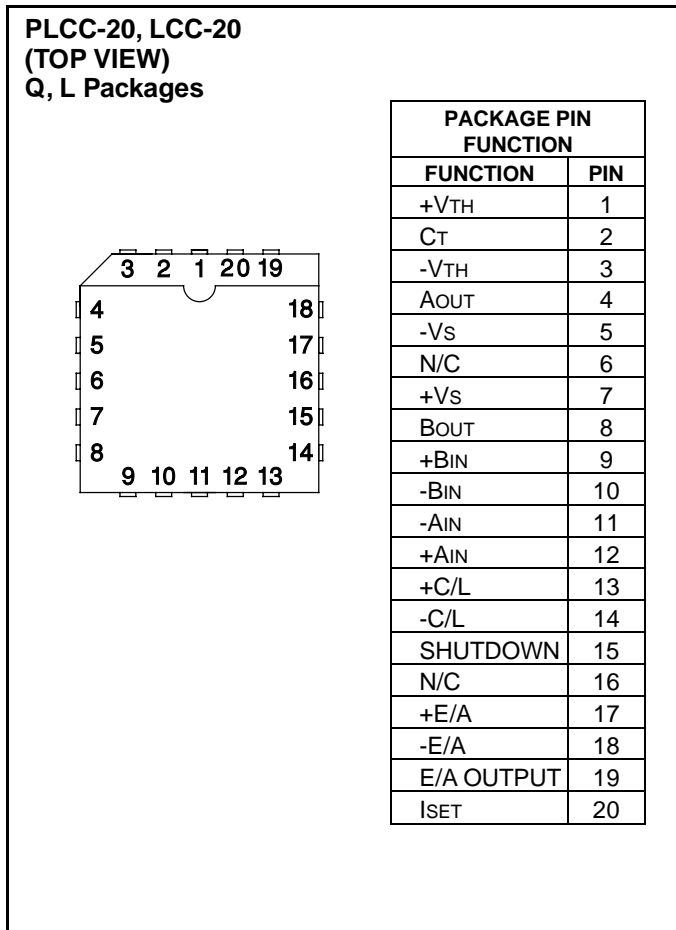 PLCC-20, LCC-20
(TOP VIEW)
Q, L Packages
3 2 1 20 19
4 18
5 17
6 16
7 15
8 14
9 10 11 12 13
PACKAGE PIN
FUNCTION
FUNCTION PIN
+VTH 1
CT 2
-VTH 3
AOUT 4
-VS 5
N/C 6
+VS 7
BOUT 8
+BIN 9
-BIN 10
-AIN 11
+AIN 12
+C/L 13
-C/L 14
SHUTDOWN 15
N/C 16
+E/A 17
-E/A 18
E/A OUTPUT 19
ISET 20